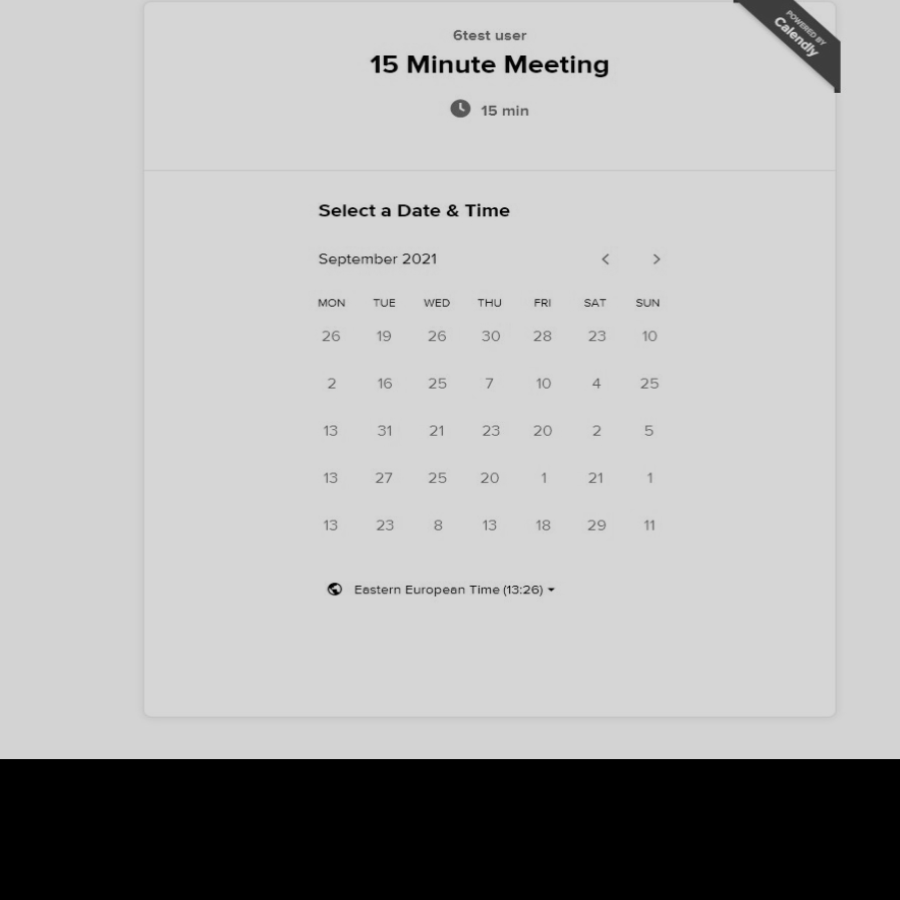 6test user
15 Minute Meeting
15 min
POWERED BY
Calendly
Select a Date & Time
September 2021
MON TUE WED THU FRI SAT SUN
26 19 26 30 28 23 10
2 16 25 7 10 4 25
13 31 21 23 20 2 5
13 27 25 20 1 21 1
13 23 8 13 18 29 11
Eastern European Time (13:26)